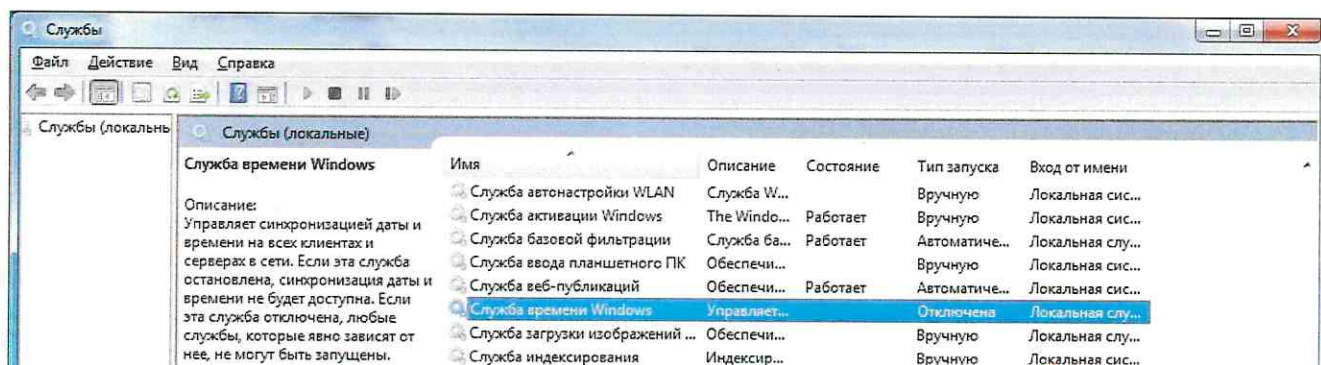 Службы
Файл Действие Вид Справка
Службы (локальнь
Службы (локальные)
Служба времени Windows
Описание:
Управляет синхронизацией даты и
времени на всех клиентах и
серверах в сети. Если эта служба
остановлена, синхронизация даты и
времени не будет доступна. Если
эта служба отключена, любые
службы, которые явно зависят от
нее, не могут быть запущены.
Имя Описание Состояние Тип запуска Вход от имени
Служба автонастройки WLAN Служба W... Вручную Локальная сис...
Служба активации Windows The Windo... Работает Вручную Локальная сис...
Служба базовой фильтрации Служба ба... Работает Автоматиче... Локальная слу...
Служба ввода планшетного ПК Обеспечи... Вручную Локальная сис...
Служба веб-публикаций Обеспечи... Работает Автоматиче... Локальная сис...
Служба времени Windows Управляет... Отключена Локальная слу...
Служба загрузки изображений ... Обеспечи... Вручную Локальная слу...
Служба индексирования Индексир... Вручную Локальная сис...